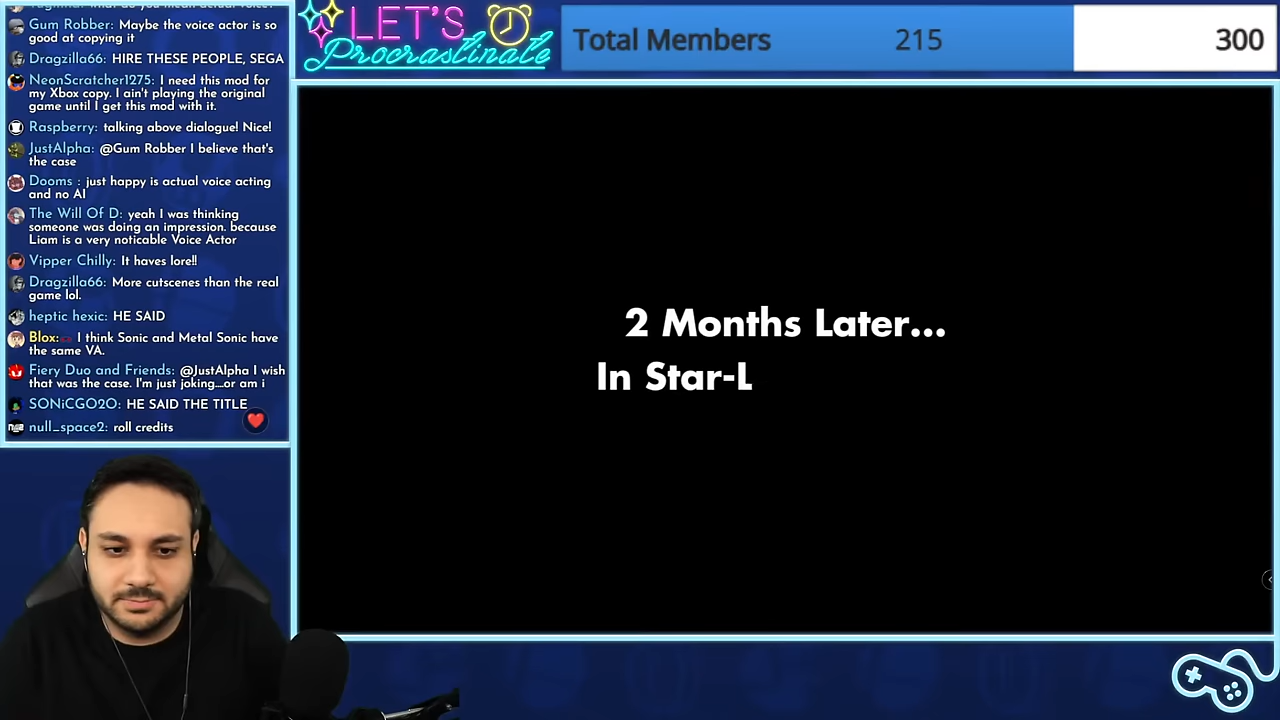 Gum Robber: Maybe the voice actor is so
good at copying it
Dragzilla66: HIRE THESE PEOPLE, SEGA
NeonScratcher1275: I need this mod for
my Xbox copy. I ain't playing the original
game until I get this mod with it.
Raspberry: talking above dialogue! Nice!
JustAlpha: @Gum Robber I believe that's
the case
Dooms : just happy is actual voice acting
and no AI
The Will Of D: yeah I was thinking
someone was doing an impression. because
Liam is a very noticable Voice Actor
Vipper Chilly: It haves lore!!
Dragzilla66: More cutscenes than the real
game lol.
heptic hexic: HE SAID
Blox: I think Sonic and Metal Sonic have
the same VA.
Fiery Duo and Friends: @JustAlpha I wish
that was the case. I'm just joking....or am i
SONiCGO2O: HE SAID THE TITLE
null_space2: roll credits
LET'S
Procrastinate
Total Members 215 300
2 Months Later...
In Star-L